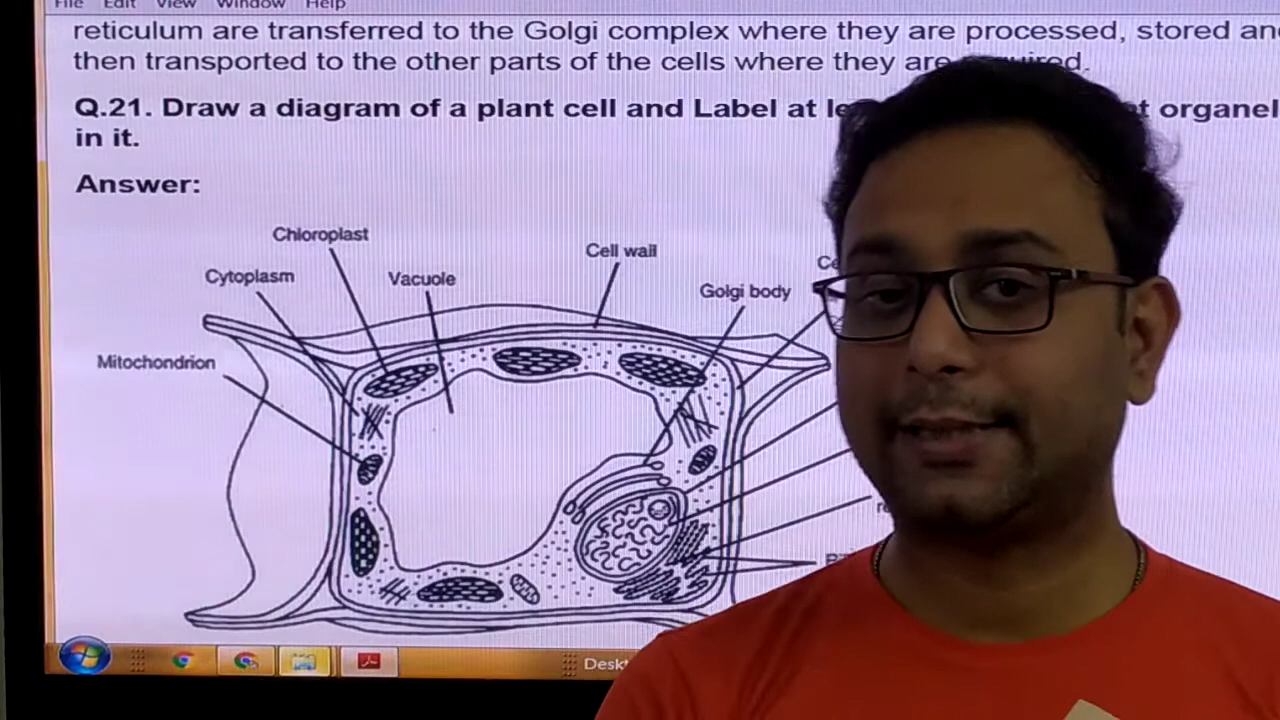 File Edit View Window Help
reticulum are transferred to the Golgi complex where they are processed, stored an
then transported to the other parts of the cells where they are
Q.21. Draw a diagram of a plant cell and Label at organel
in it.
Answer:
Chloroplast
Cell wall
Cytoplasm
Vacuole
Golgi body
Mitochondrion
Desk